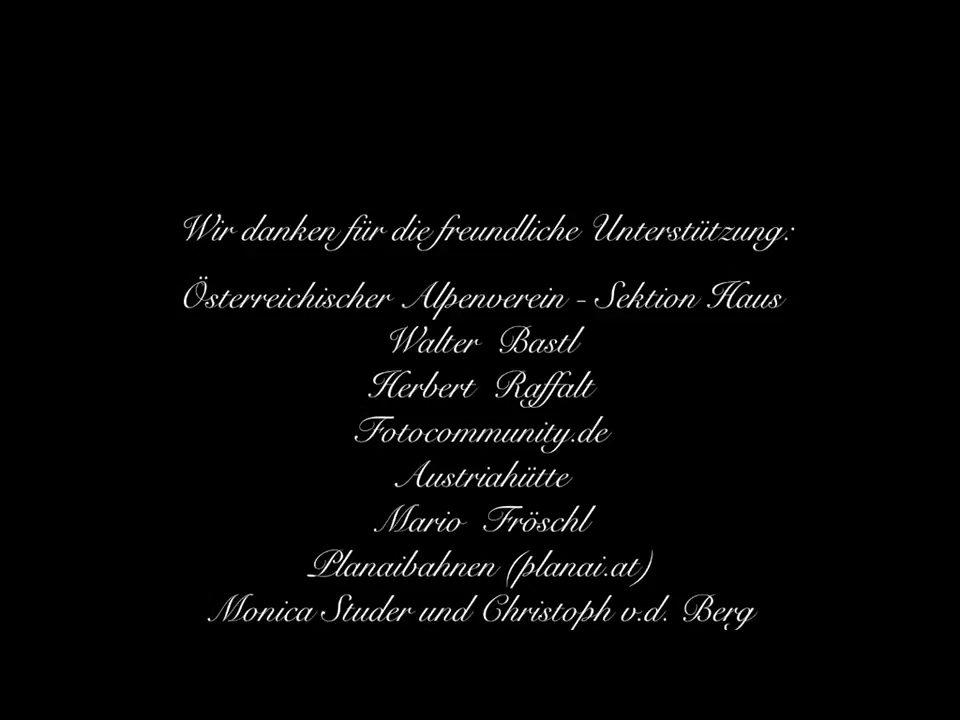 Wir danken für die freundliche Unterstützung:
Österreichischer Alpenverein - Sektion Haus
Walter Bastl
Herbert Raffalt
Fotocommunity.de
Austriahütte
Mario Fröschl
Planaibahnen (planai.at)
Monica Studer und Christoph v.d. Berg